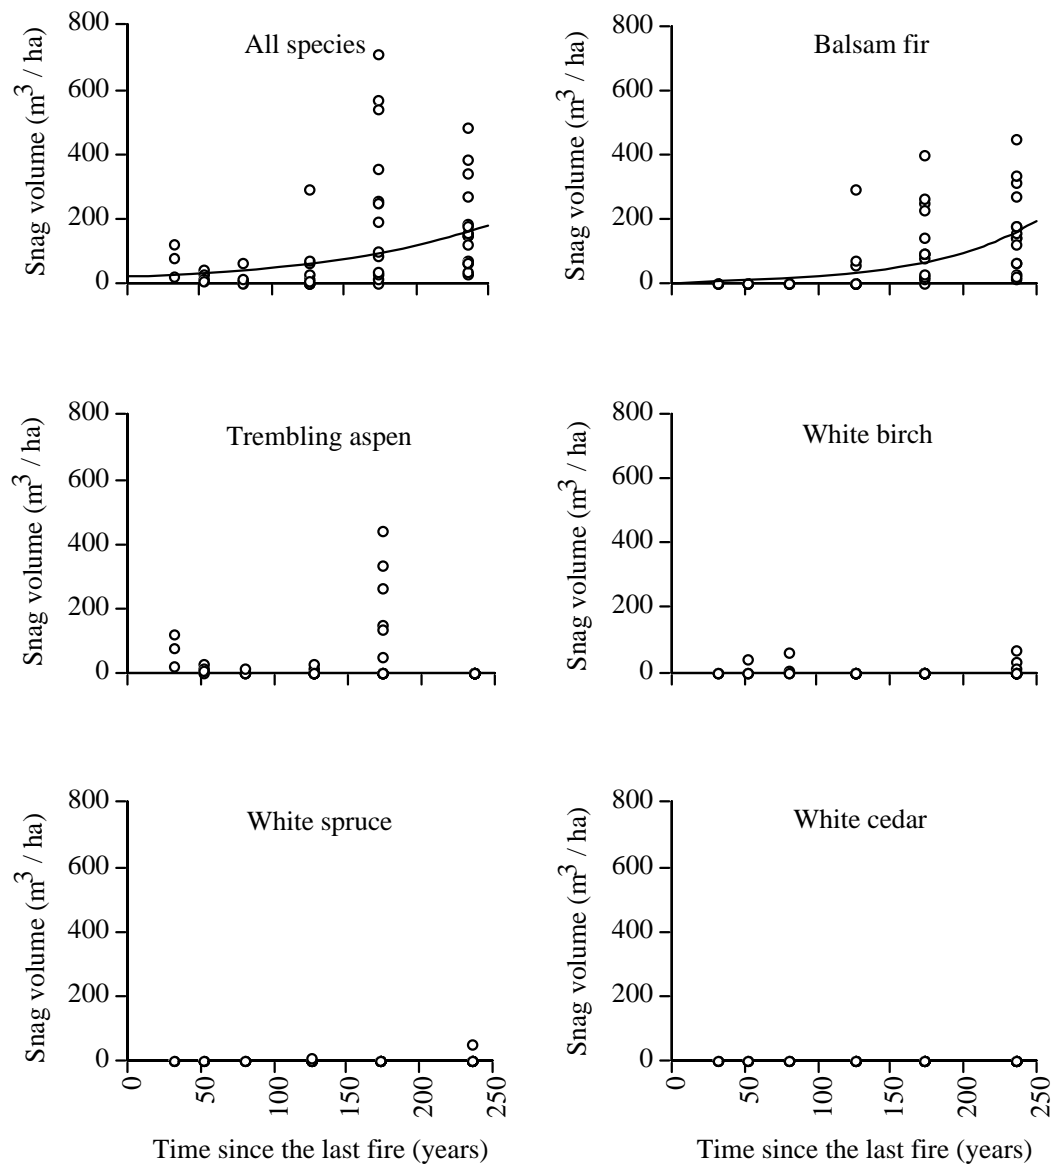 All species
Snag volume (m3 / ha)
800
600
400
200
0
Balsam fir
Snag volume (m3 / ha)
800
600
400
200
0
Trembling aspen
Snag volume (m3 / ha)
800
600
400
200
0
White birch
Snag volume (m3 / ha)
800
600
400
200
0
White spruce
Snag volume (m3 / ha)
800
600
400
200
0
0 50 100 150 200 250
Time since the last fire (years)
White cedar
Snag volume (m3 / ha)
800
600
400
200
0
0 50 100 150 200 250
Time since the last fire (years)